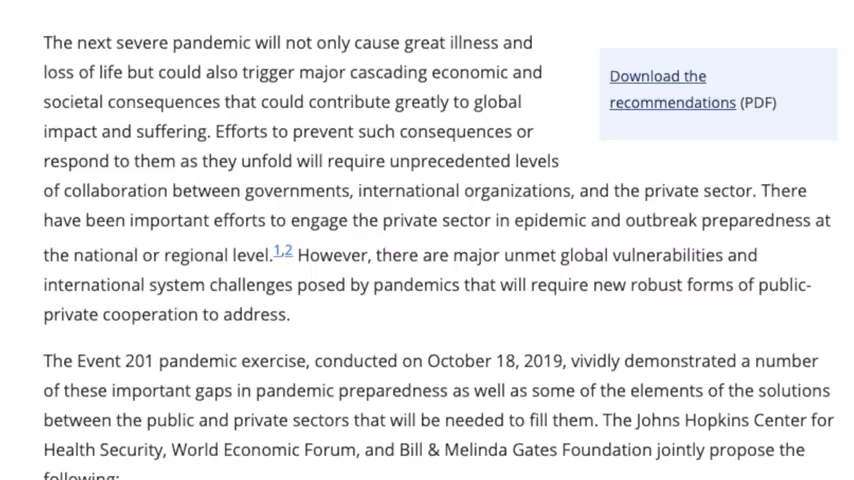 The next severe pandemic will not only cause great illness and
loss of life but could also trigger major cascading economic and
societal consequences that could contribute greatly to global
impact and suffering. Efforts to prevent such consequences or
respond to them as they unfold will require unprecedented levels
of collaboration between governments, international organizations, and the private sector. There
have been important efforts to engage the private sector in epidemic and outbreak preparedness at
the national or regional level.1,2 However, there are major unmet global vulnerabilities and
international system challenges posed by pandemics that will require new robust forms of public-
private cooperation to address.
Download the
recommendations (PDF)
The Event 201 pandemic exercise, conducted on October 18, 2019, vividly demonstrated a number
of these important gaps in pandemic preparedness as well as some of the elements of the solutions
between the public and private sectors that will be needed to fill them. The Johns Hopkins Center for
Health Security, World Economic Forum, and Bill & Melinda Gates Foundation jointly propose the
following: